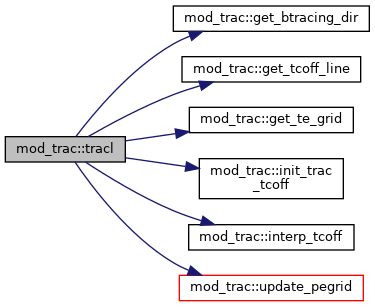 mod_trac::get_btracing_dir
mod_trac::get_tcoff_line
mod_trac::get_te_grid
mod_trac::tracl
mod_trac::init_trac
_tcoff
mod_trac::interp_tcoff
mod_trac::update_pegrid